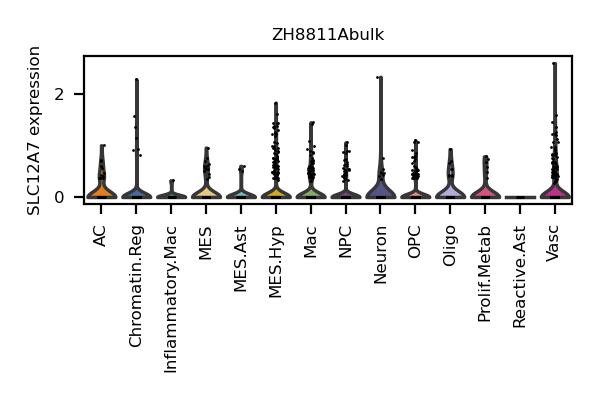 ZH8811Abulk
SLC12A7 expression
2
0
AC
Chromatin.Reg
Inflammatory.Mac
MES
MES.Ast
MES.Hyp
Mac
NPC
Neuron
OPC
Oligo
Prolif.Metab
Reactive.Ast
Vasc